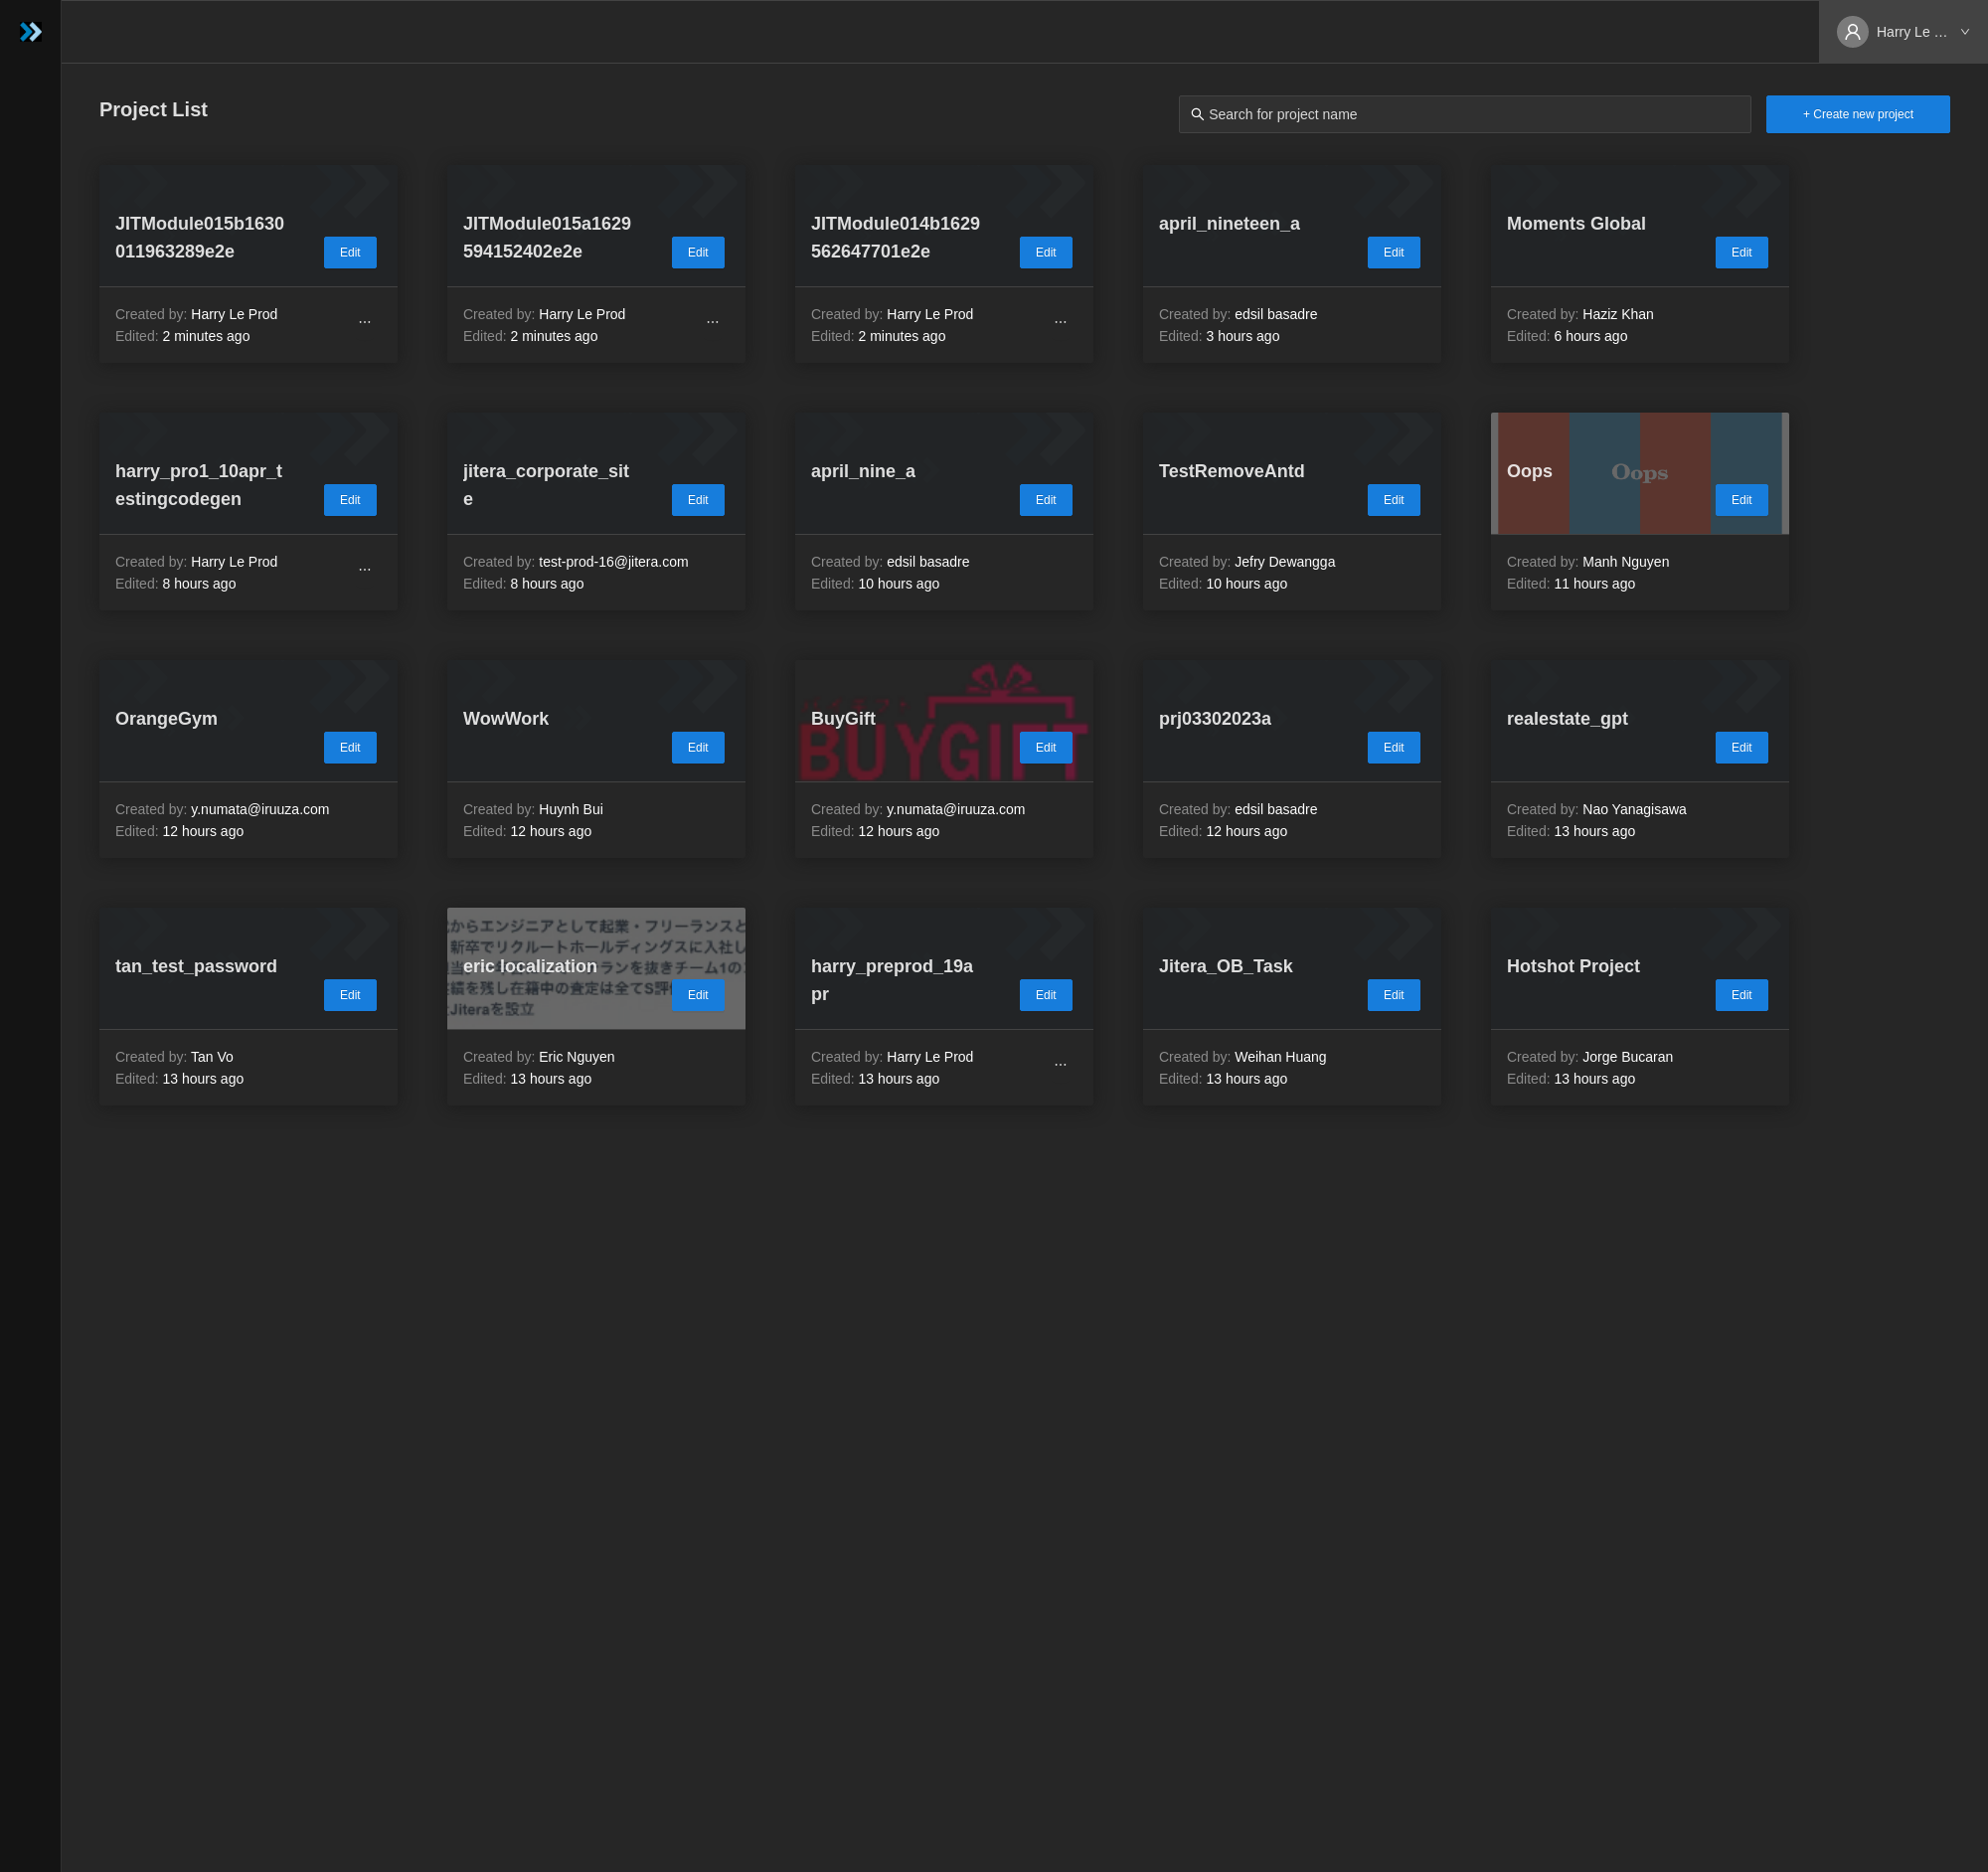 Harry Le ...
Project List
Search for project name
+ Create new project
JITModule015b1630
011963289e2e
Edit
Created by: Harry Le Prod
...
Edited: 2 minutes ago
JITModule015a1629
594152402e2e
Edit
Created by: Harry Le Prod
...
Edited: 2 minutes ago
JITModule014b1629
562647701e2e
Edit
Created by: Harry Le Prod
...
Edited: 2 minutes ago
april_nineteen_a
Edit
Created by: edsil basadre
Edited: 3 hours ago
Moments Global
Edit
Created by: Haziz Khan
Edited: 6 hours ago
harry_pro1_10apr_t
estingcodegen
Edit
Created by: Harry Le Prod
...
Edited: 8 hours ago
jitera_corporate_sit
e
Edit
Created by: test-prod-16@jitera.com
Edited: 8 hours ago
april_nine_a
Edit
Created by: edsil basadre
Edited: 10 hours ago
TestRemoveAntd
Edit
Created by: Jefry Dewangga
Edited: 10 hours ago
Oops
Oops
Edit
Created by: Manh Nguyen
Edited: 11 hours ago
OrangeGym
Edit
Created by: y.numata@iruuza.com
Edited: 12 hours ago
WowWork
Edit
Created by: Huynh Bui
Edited: 12 hours ago
BuyGift
BUYGIFT
Edit
Created by: y.numata@iruuza.com
Edited: 12 hours ago
prj03302023a
Edit
Created by: edsil basadre
Edited: 12 hours ago
realestate_gpt
Edit
Created by: Nao Yanagisawa
Edited: 13 hours ago
tan_test_password
Edit
Created by: Tan Vo
Edited: 13 hours ago
からエンジニアとして起業・フリーランスと
新卒でリクルートホールディングスに入社し
eric localization
ランを抜きチーム1の
績を残し在籍中の査定は全てS評
Jiteraを設立
Edit
Created by: Eric Nguyen
Edited: 13 hours ago
harry_preprod_19a
pr
Edit
Created by: Harry Le Prod
...
Edited: 13 hours ago
Jitera_OB_Task
Edit
Created by: Weihan Huang
Edited: 13 hours ago
Hotshot Project
Edit
Created by: Jorge Bucaran
Edited: 13 hours ago